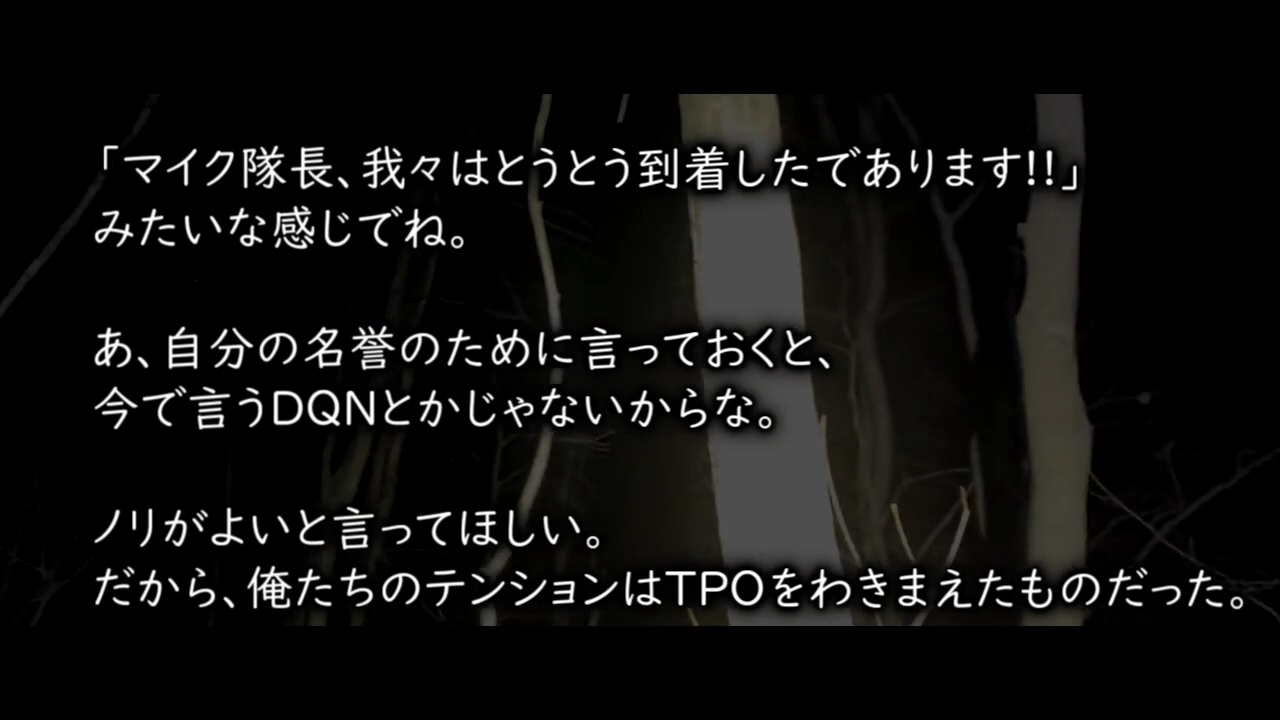 「マイク隊長、我々はとうとう到着したであります!!」
みたいな感じでね。
あ、自分の名誉のために言っておくと、
今で言うDQNとかじゃないからな。
ノリがよいと言ってほしい。
だから、俺たちのテンションはTPOをわきまえたものだった。